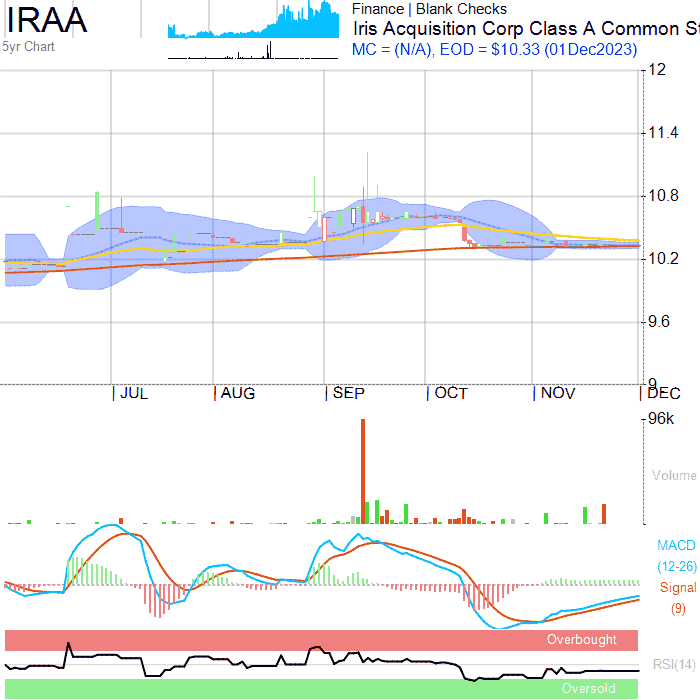 IRAA
5yr Chart
Finance | Blank Checks
Iris Acquisition Corp Class A Common
MC = (N/A), EOD = $10.33 (01Dec2023)
12
11.4
10.8
10.2
9.6
9
JUL AUG SEP OCT NOV DEC
96k
Volume
MACD
(12-26)
Signal
(9)
Overbought
RSI(14)
Oversold